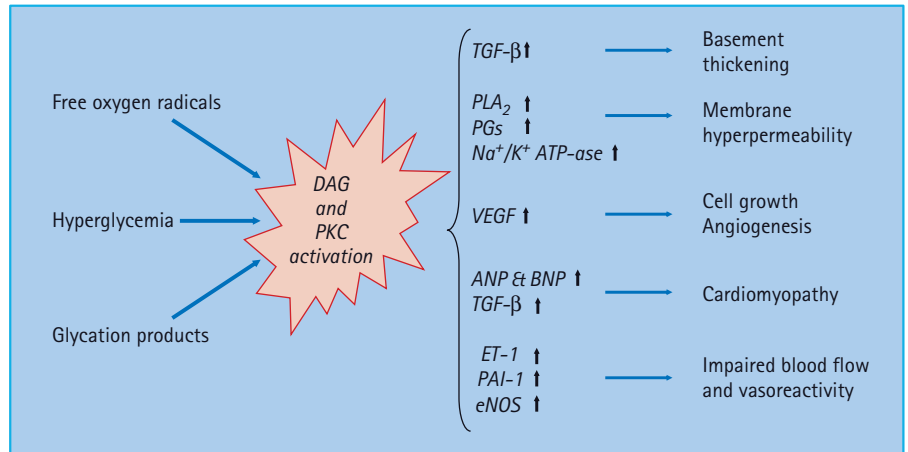 Free oxygen radicals
Hyperglycemia
Glycation products
DAG
and
PKC
activation
TGF-β ⬆
PLA₂ ⬆
PGs ⬆
Na⁺/K⁺ ATP-ase ⬆
VEGF ⬆
ANP & BNP ⬆
TGF-β ⬆
ET-1 ⬆
PAI-1 ⬆
eNOS ⬆
Basement
thickening
Membrane
hyperpermeability
Cell growth
Angiogenesis
Cardiomyopathy
Impaired blood flow
and vasoreactivity